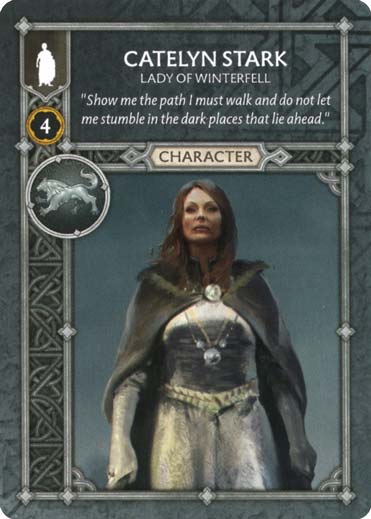 CATELYN STARK
LADY OF WINTERFELL
"Show me the path I must walk and do not let
me stumble in the dark places that lie ahead."
4
CHARACTER